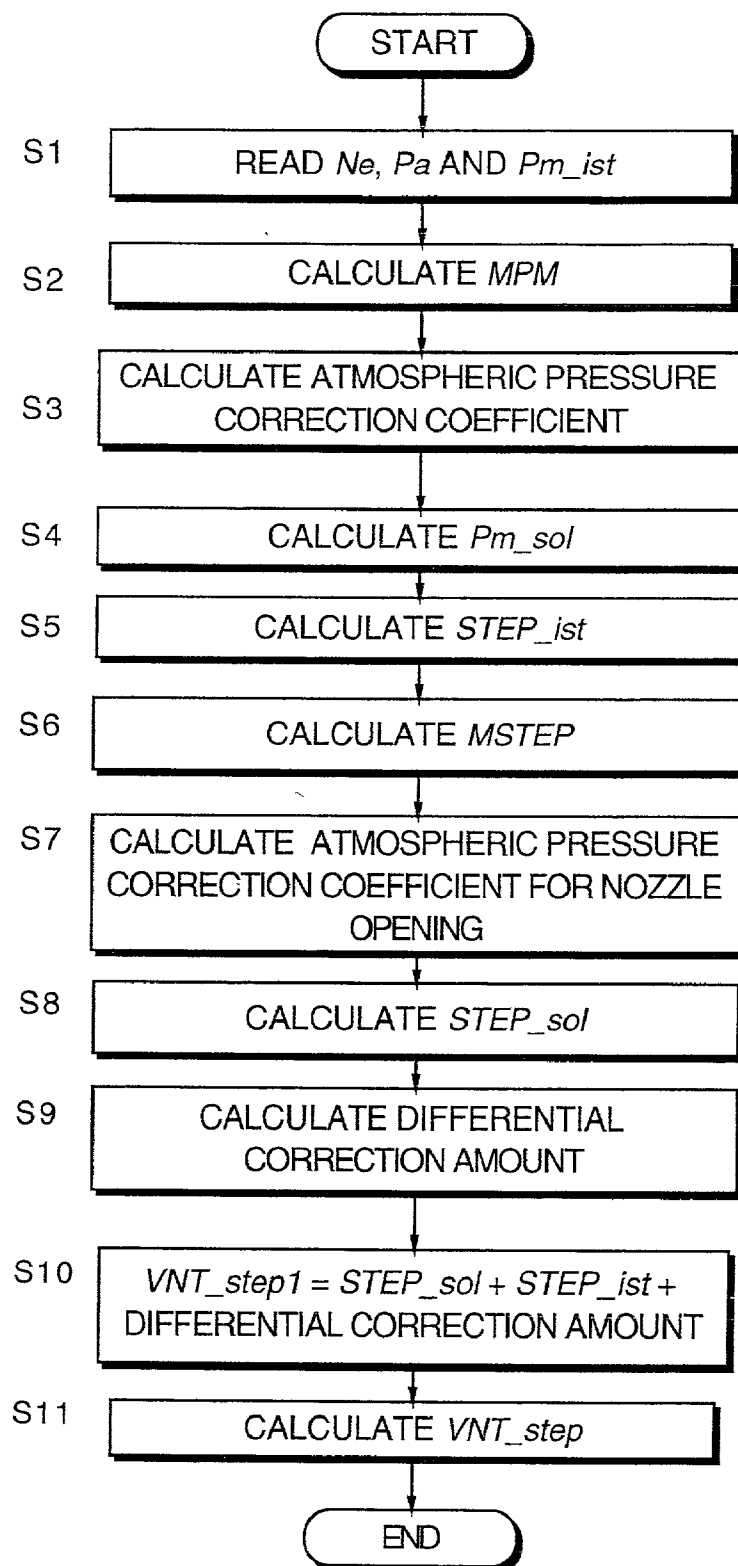 START
S1
READ Ne, Pa AND Pm_ist
S2
CALCULATE MPM
S3
CALCULATE ATMOSPHERIC PRESSURE
CORRECTION COEFFICIENT
S4
CALCULATE Pm_sol
S5
CALCULATE STEP_ist
S6
CALCULATE MSTEP
S7
CALCULATE ATMOSPHERIC PRESSURE
CORRECTION COEFFICIENT FOR NOZZLE
OPENING
S8
CALCULATE STEP_sol
S9
CALCULATE DIFFERENTIAL
CORRECTION AMOUNT
S10
VNT_step1 = STEP_sol + STEP_ist +
DIFFERENTIAL CORRECTION AMOUNT
S11
CALCULATE VNT_step
END